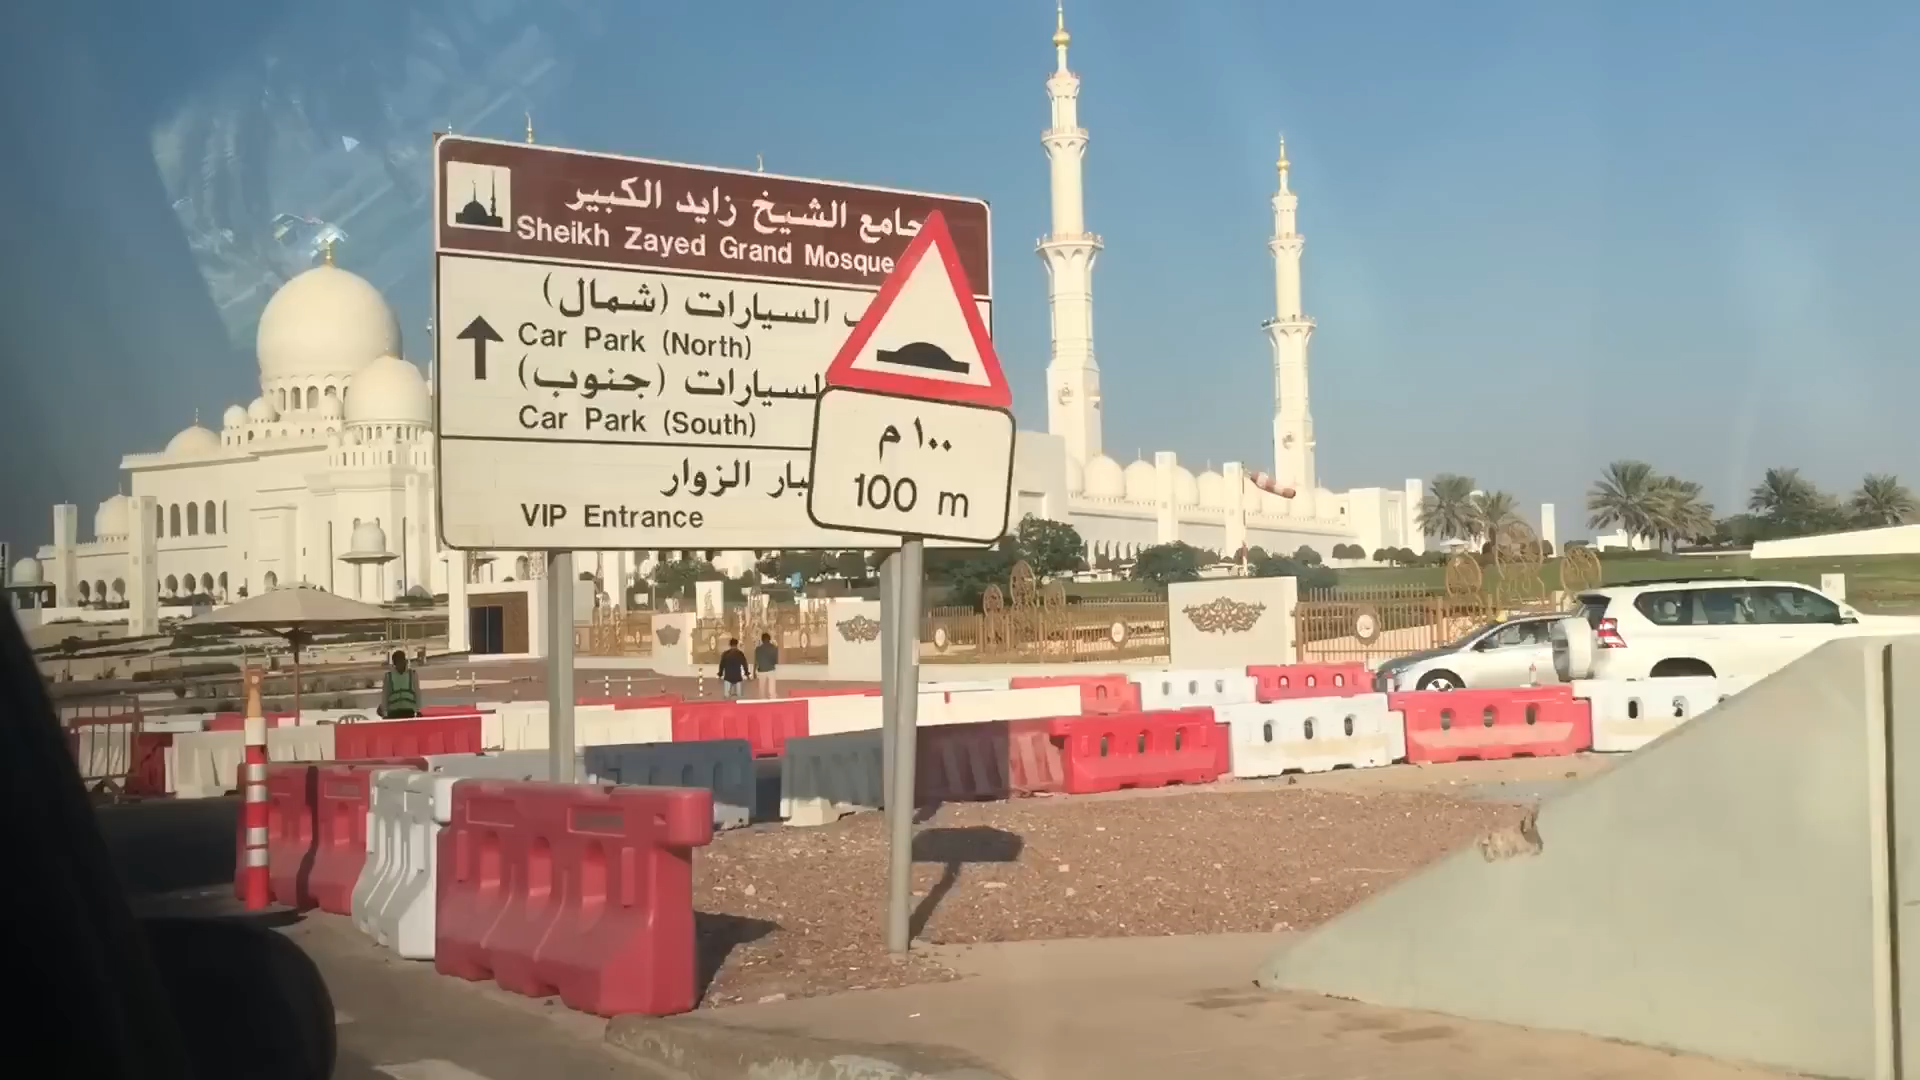 جامع الشيخ زايد الكبير
Sheikh Zayed Grand Mosque
السيارات (شمال)
Car Park (North)
السيارات (جنوب)
Car Park (South)
الزوار
VIP Entrance
١٠٠ م
100 m